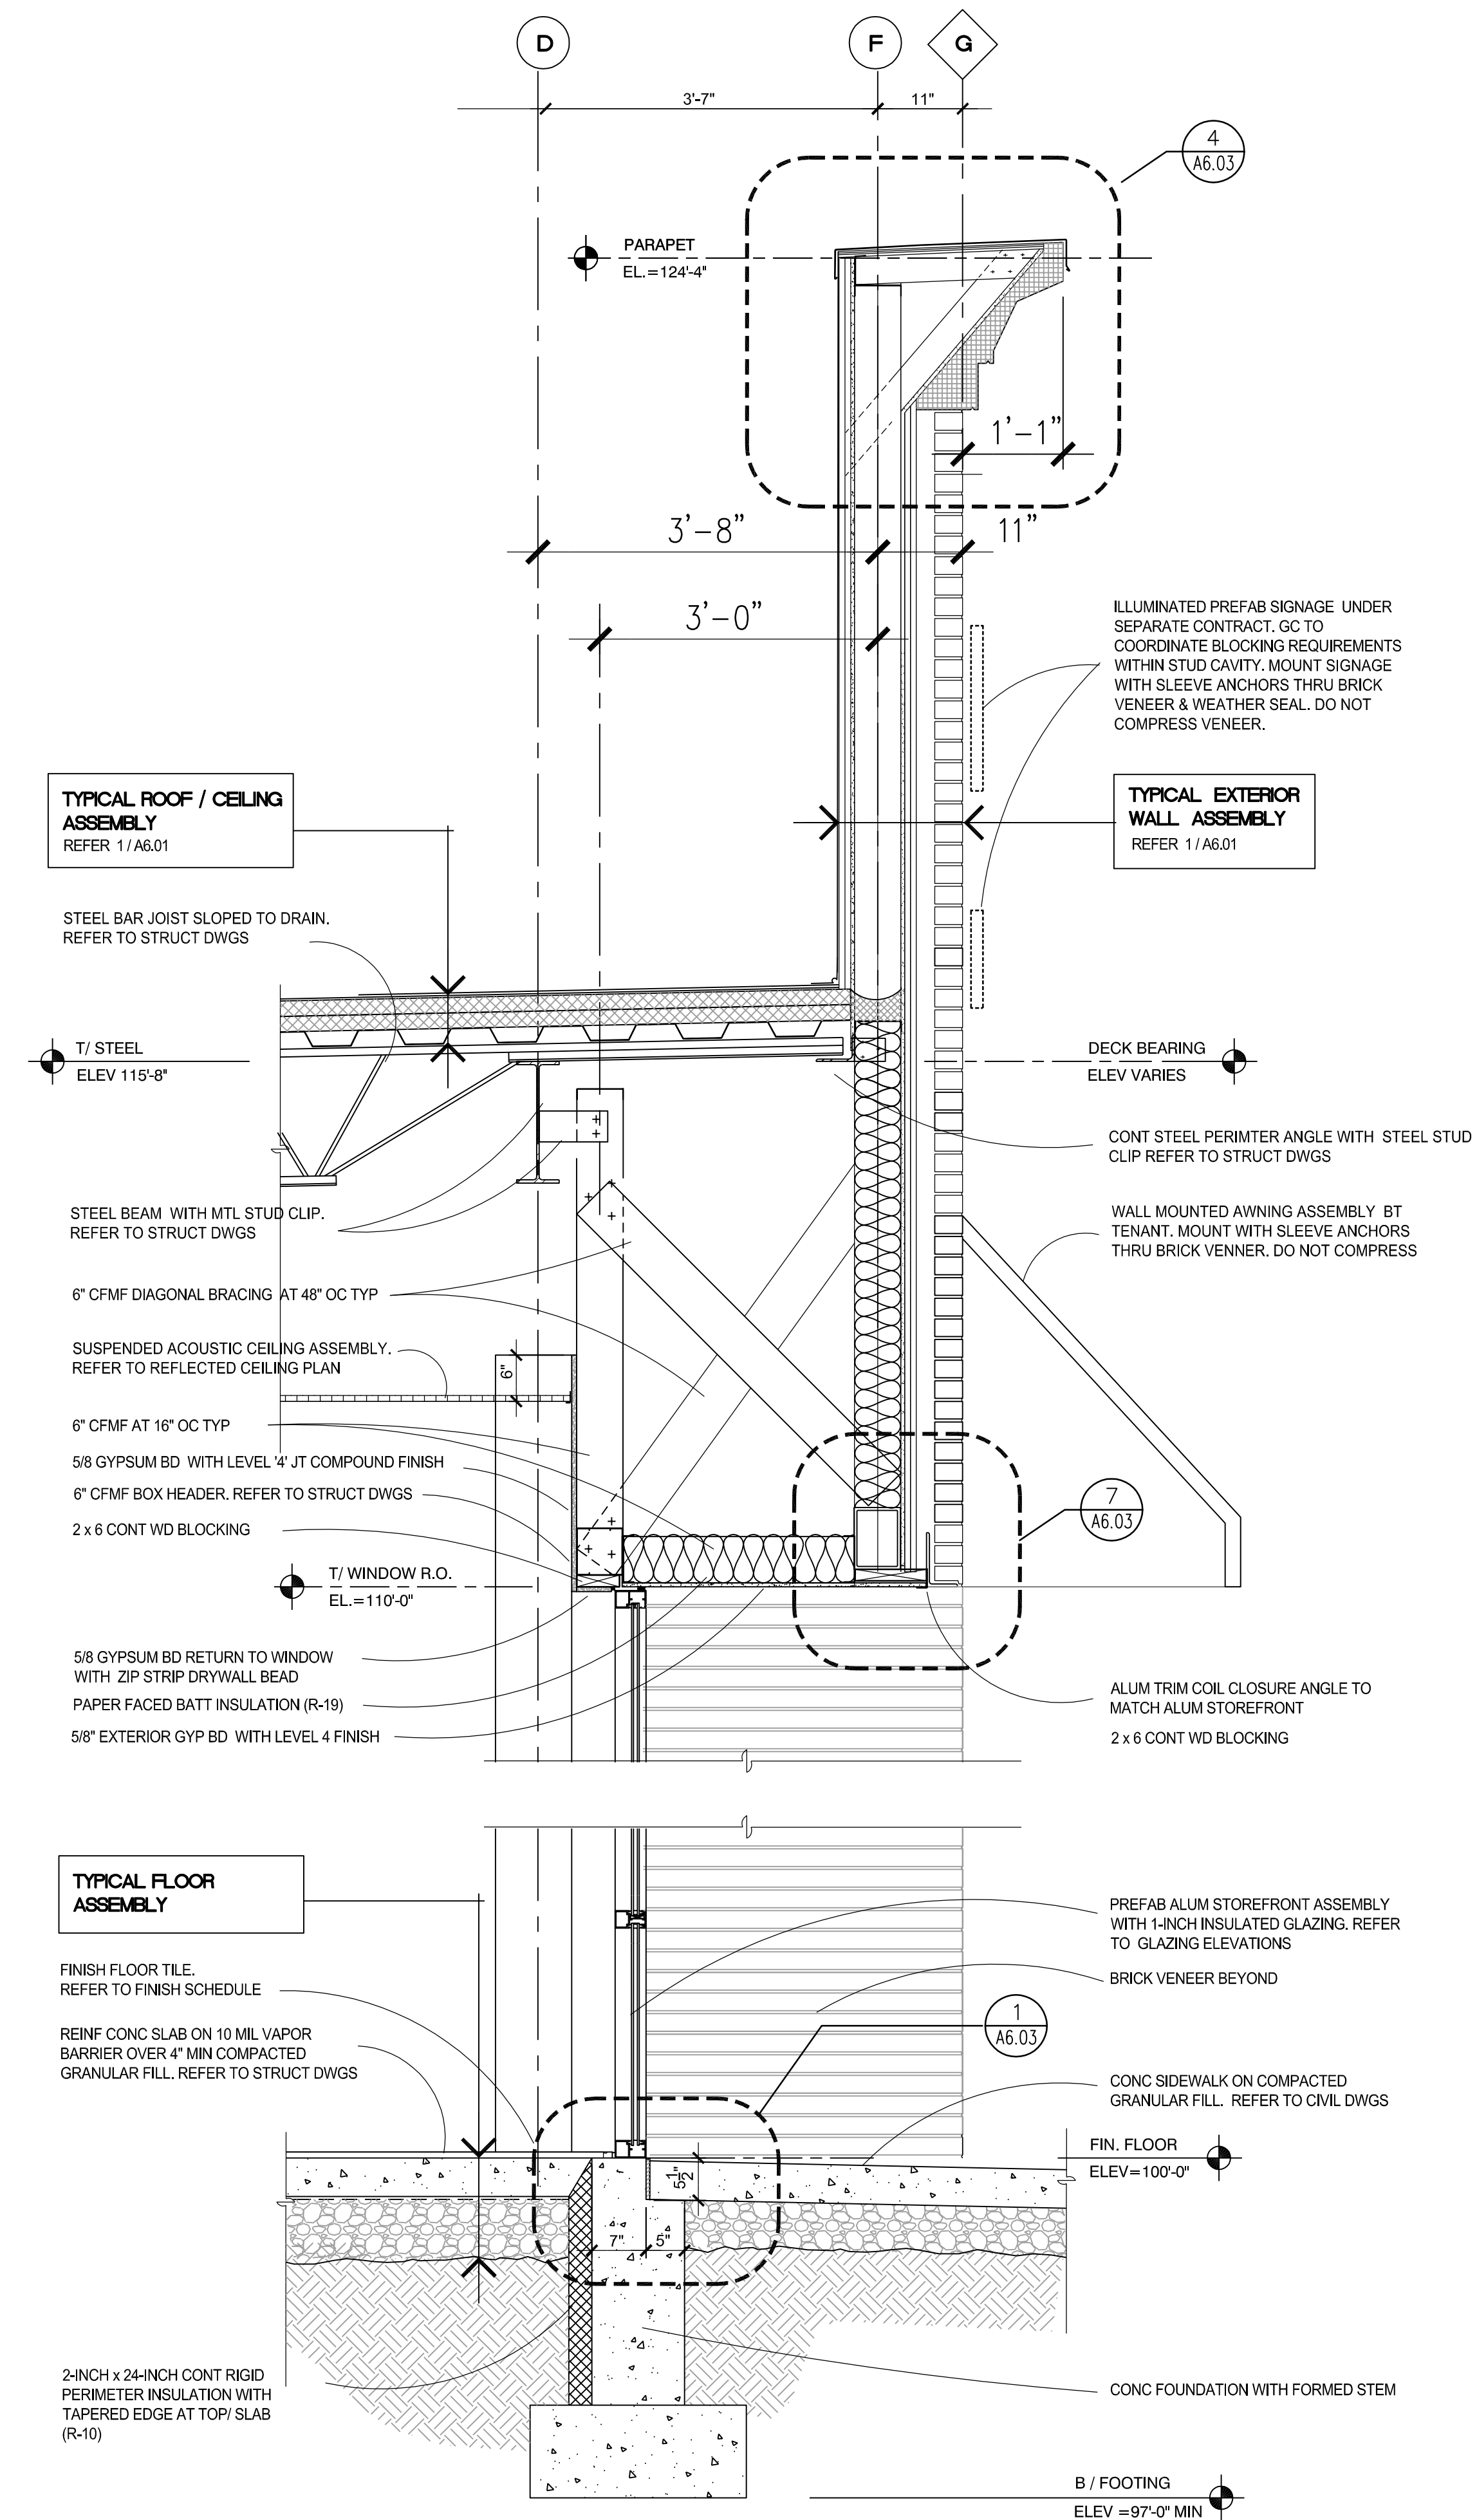 D
F
G
3'-7"
11"
4
A6.03
PARAPET
EL.=124'-4"
1'-1"
3'-8"
11"
3'-0"
ILLUMINATED PREFAB SIGNAGE UNDER
SEPARATE CONTRACT. GC TO
COORDINATE BLOCKING REQUIREMENTS
WITHIN STUD CAVITY. MOUNT SIGNAGE
WITH SLEEVE ANCHORS THRU BRICK
VENEER & WEATHER SEAL. DO NOT
COMPRESS VENEER.
TYPICAL ROOF / CEILING
ASSEMBLY
REFER 1 / A6.01
TYPICAL EXTERIOR
WALL ASSEMBLY
REFER 1 / A6.01
STEEL BAR JOIST SLOPED TO DRAIN.
REFER TO STRUCT DWGS
T/ STEEL
ELEV 115'-8"
DECK BEARING
ELEV VARIES
CONT STEEL PERIMTER ANGLE WITH STEEL STUD
CLIP REFER TO STRUCT DWGS
STEEL BEAM WITH MTL STUD CLIP.
REFER TO STRUCT DWGS
WALL MOUNTED AWNING ASSEMBLY BT
TENANT. MOUNT WITH SLEEVE ANCHORS
THRU BRICK VENNER. DO NOT COMPRESS
6" CFMF DIAGONAL BRACING AT 48" OC TYP
SUSPENDED ACOUSTIC CEILING ASSEMBLY.
REFER TO REFLECTED CEILING PLAN
6"
6" CFMF AT 16" OC TYP
5/8 GYPSUM BD WITH LEVEL '4' JT COMPOUND FINISH
6" CFMF BOX HEADER. REFER TO STRUCT DWGS
2 x 6 CONT WD BLOCKING
7
A6.03
T/ WINDOW R.O.
EL.=110'-0"
5/8 GYPSUM BD RETURN TO WINDOW
WITH ZIP STRIP DRYWALL BEAD
PAPER FACED BATT INSULATION (R-19)
5/8" EXTERIOR GYP BD WITH LEVEL 4 FINISH
ALUM TRIM COIL CLOSURE ANGLE TO
MATCH ALUM STOREFRONT
2 x 6 CONT WD BLOCKING
TYPICAL FLOOR
ASSEMBLY
PREFAB ALUM STOREFRONT ASSEMBLY
WITH 1-INCH INSULATED GLAZING. REFER
TO GLAZING ELEVATIONS
BRICK VENEER BEYOND
FINISH FLOOR TILE.
REFER TO FINISH SCHEDULE
1
A6.03
REINF CONC SLAB ON 10 MIL VAPOR
BARRIER OVER 4" MIN COMPACTED
GRANULAR FILL. REFER TO STRUCT DWGS
CONC SIDEWALK ON COMPACTED
GRANULAR FILL. REFER TO CIVIL DWGS
FIN. FLOOR
ELEV=100'-0"
5 1/2"
7"
5"
2-INCH x 24-INCH CONT RIGID
PERIMETER INSULATION WITH
TAPERED EDGE AT TOP/ SLAB
(R-10)
CONC FOUNDATION WITH FORMED STEM
B / FOOTING
ELEV =97'-0" MIN